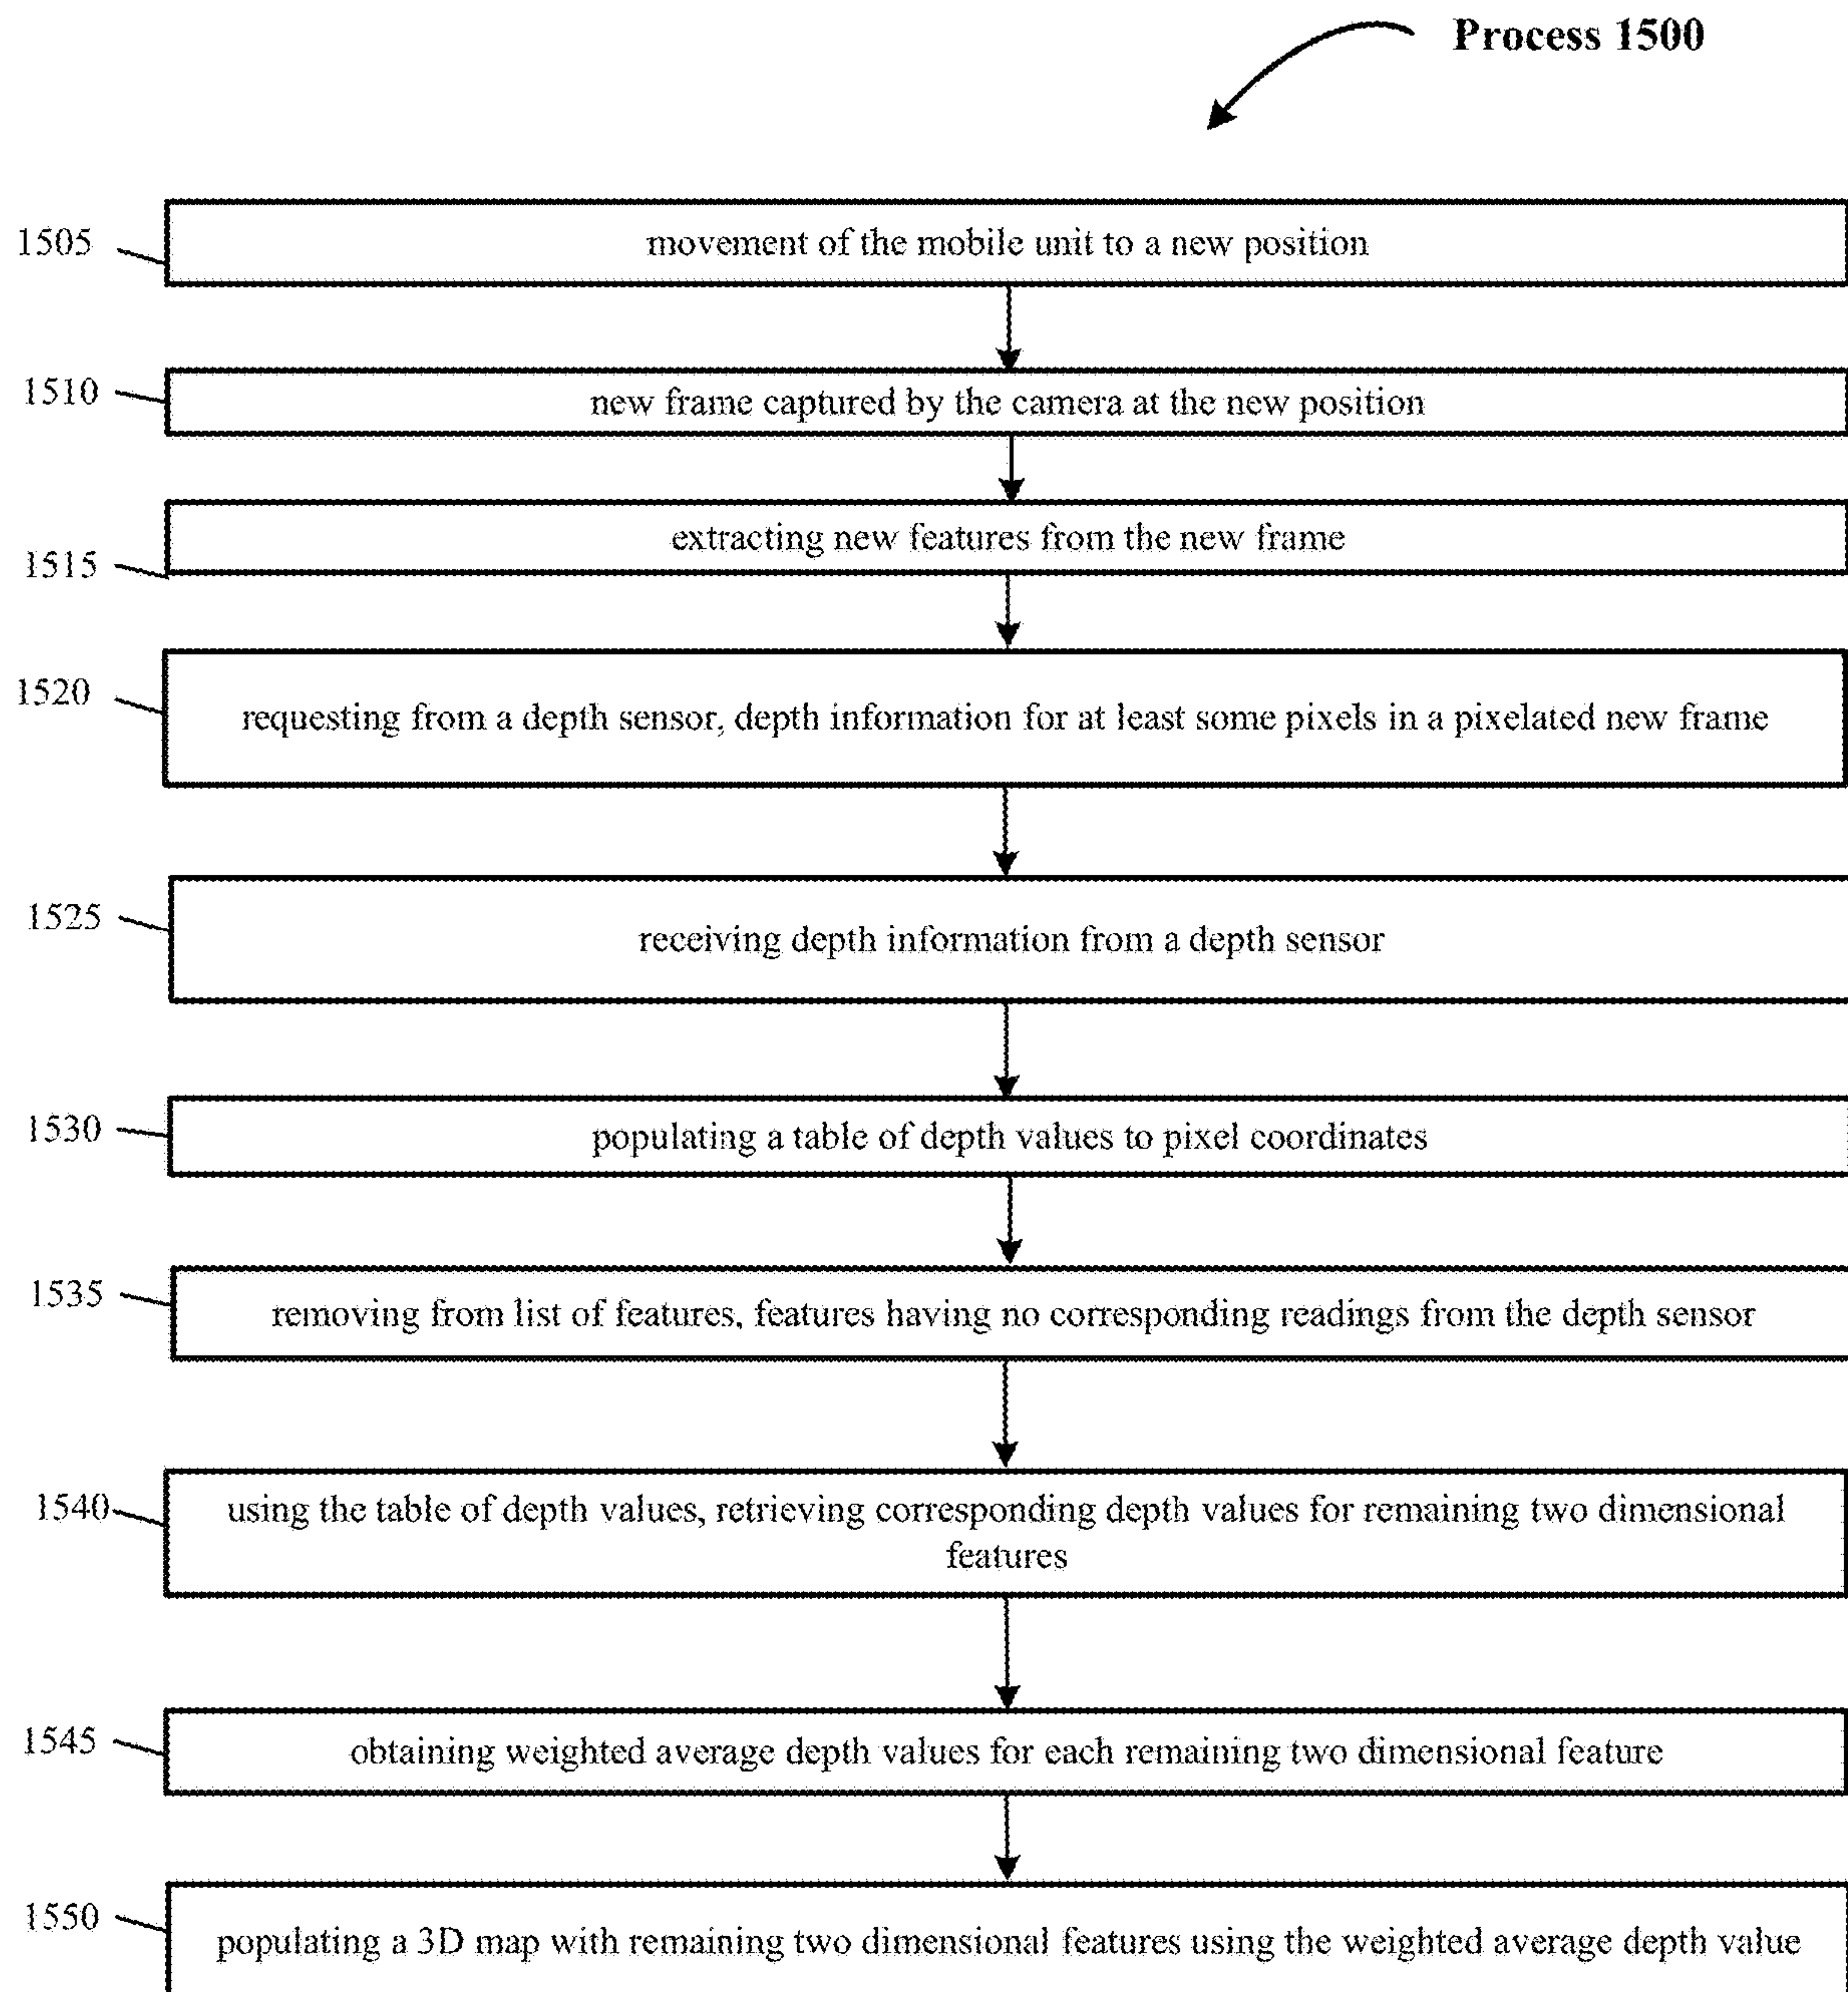 Process 1500
1505
movement of the mobile unit to a new position
1510
new frame captured by the camera at the new position
1515
extracting new features from the new frame
1520
requesting from a depth sensor, depth information for at least some pixels in a pixelated new frame
1525
receiving depth information from a depth sensor
1530
populating a table of depth values to pixel coordinates
1535
removing from list of features, features having no corresponding readings from the depth sensor
1540
using the table of depth values, retrieving corresponding depth values for remaining two dimensional
features
1545
obtaining weighted average depth values for each remaining two dimensional feature
1550
populating a 3D map with remaining two dimensional features using the weighted average depth value